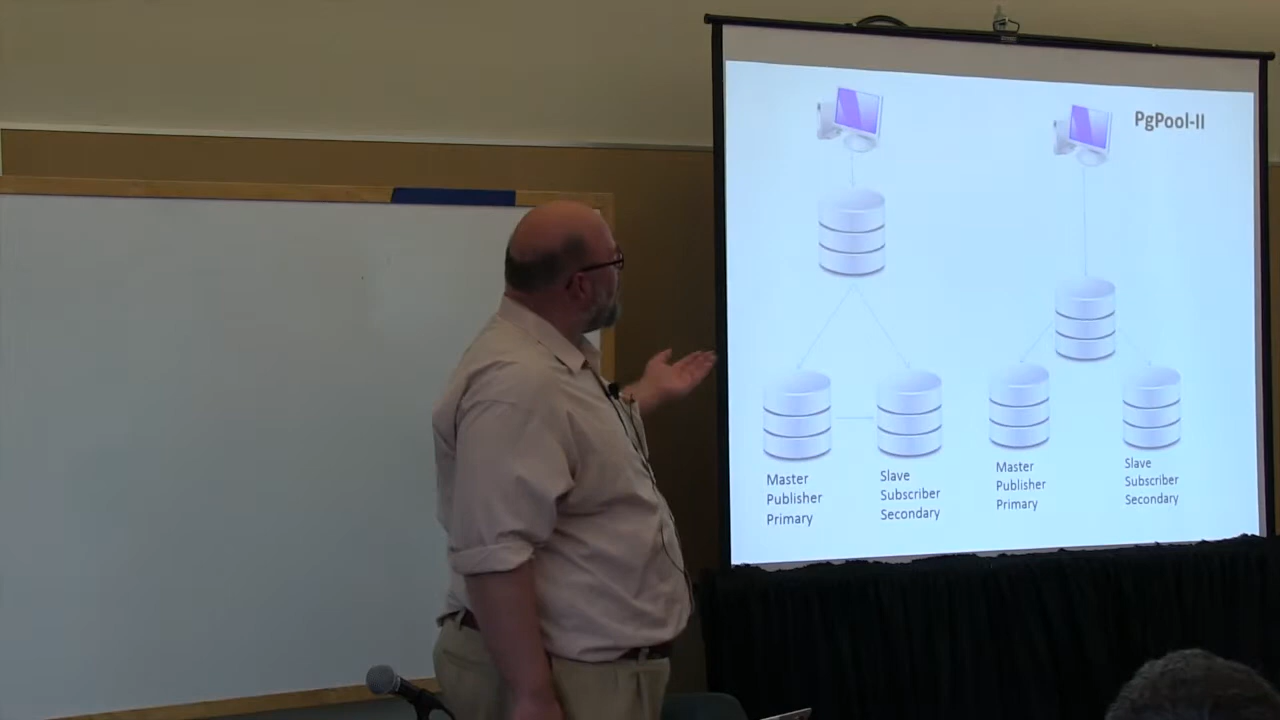 PgPool-II
Master
Publisher
Primary
Slave
Subscriber
Secondary
Master
Publisher
Primary
Slave
Subscriber
Secondary